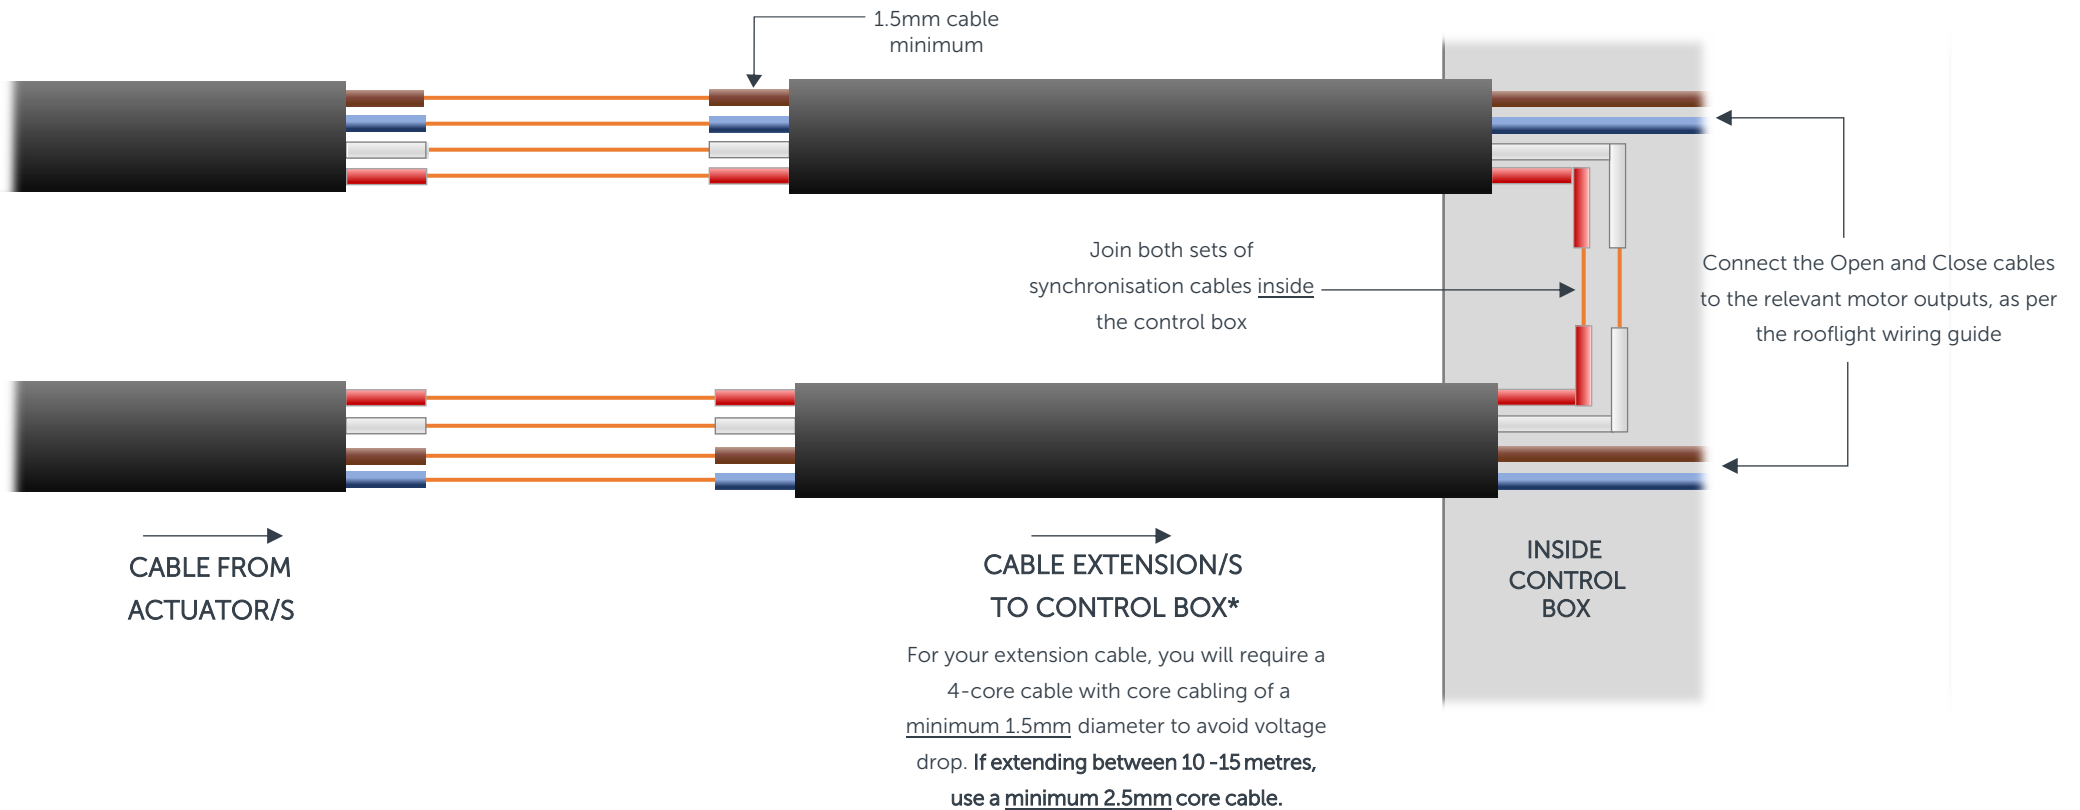 1.5mm cable
minimum
Join both sets of
synchronisation cables inside
the control box
Connect the Open and Close cables
to the relevant motor outputs, as per
the rooflight wiring guide
CABLE FROM
ACTUATOR/S
CABLE EXTENSION/S
TO CONTROL BOX*
For your extension cable, you will require a
4-core cable with core cabling of a
minimum 1.5mm diameter to avoid voltage
drop. If extending between 10 -15 metres,
use a minimum 2.5mm core cable.
INSIDE
CONTROL
BOX